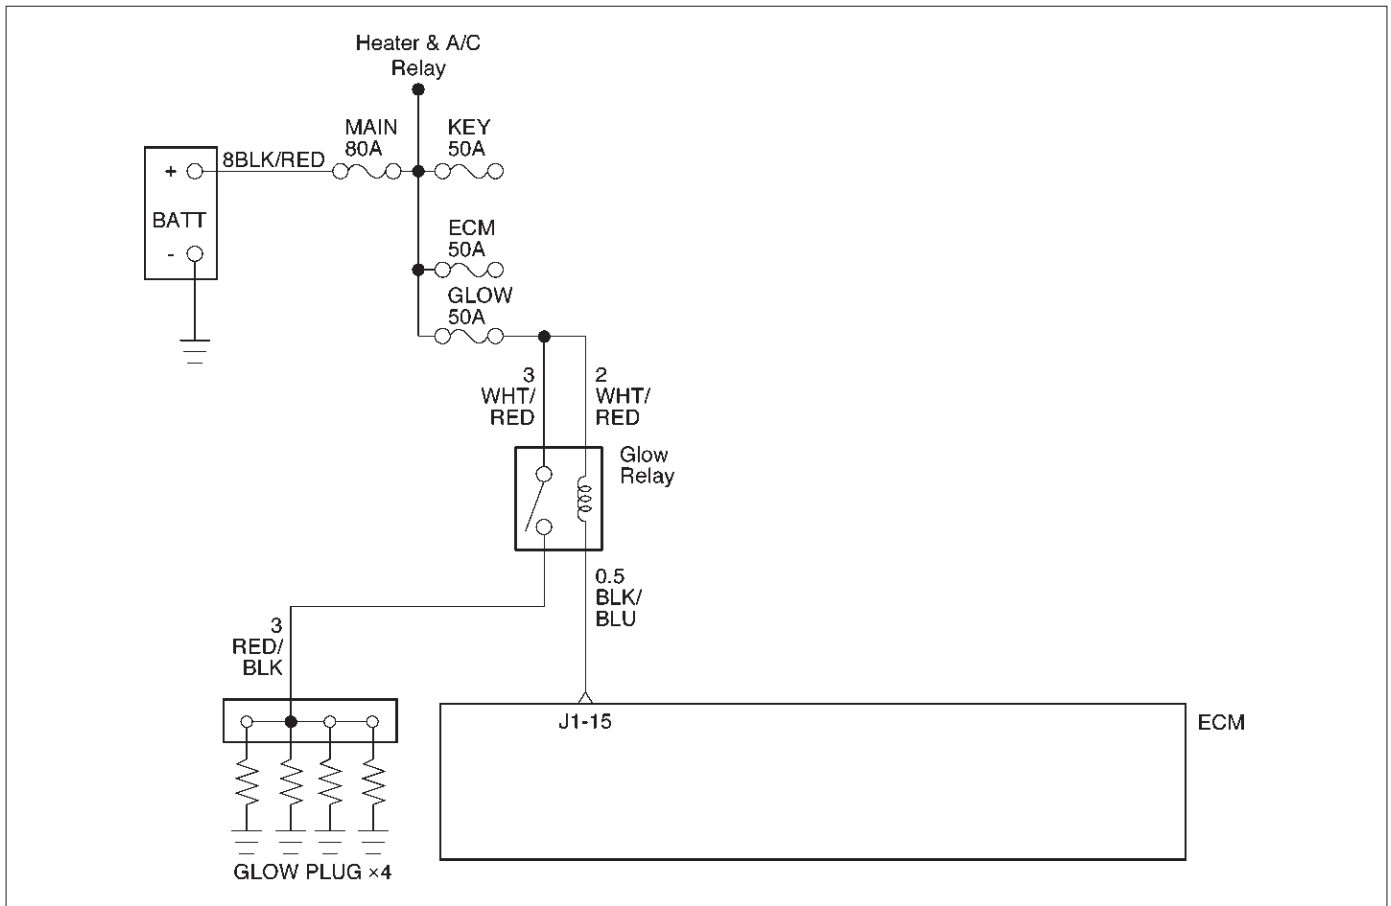 Heater & A/C
Relay
MAIN
80A
KEY
50A
8BLK/RED
+
BATT
-
ECM
50A
GLOW
50A
3
WHT/
RED
2
WHT/
RED
Glow
Relay
0.5
BLK/
BLU
3
RED/
BLK
J1-15
ECM
GLOW PLUG ×4